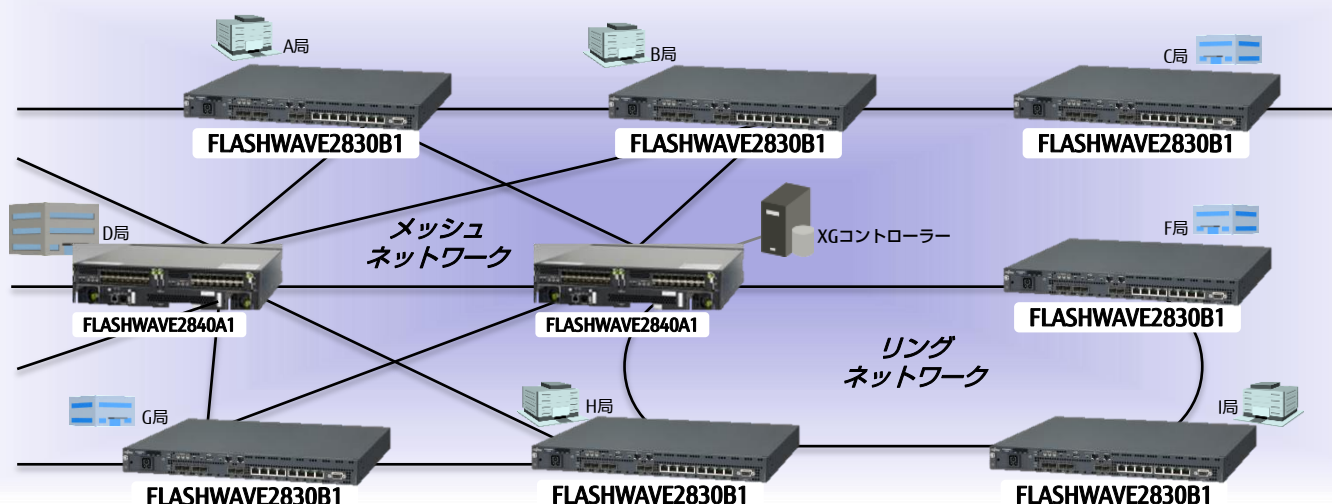 A局
B局
C局
FLASHWAVE2830B1
FLASHWAVE2830B1
FLASHWAVE2830B1
D局
メッシュ
ネットワーク
XGコントローラー
F局
FLASHWAVE2840A1
FLASHWAVE2840A1
FLASHWAVE2830B1
リング
ネットワーク
G局
H局
I局
FLASHWAVE2830B1
FLASHWAVE2830B1
FLASHWAVE2830B1